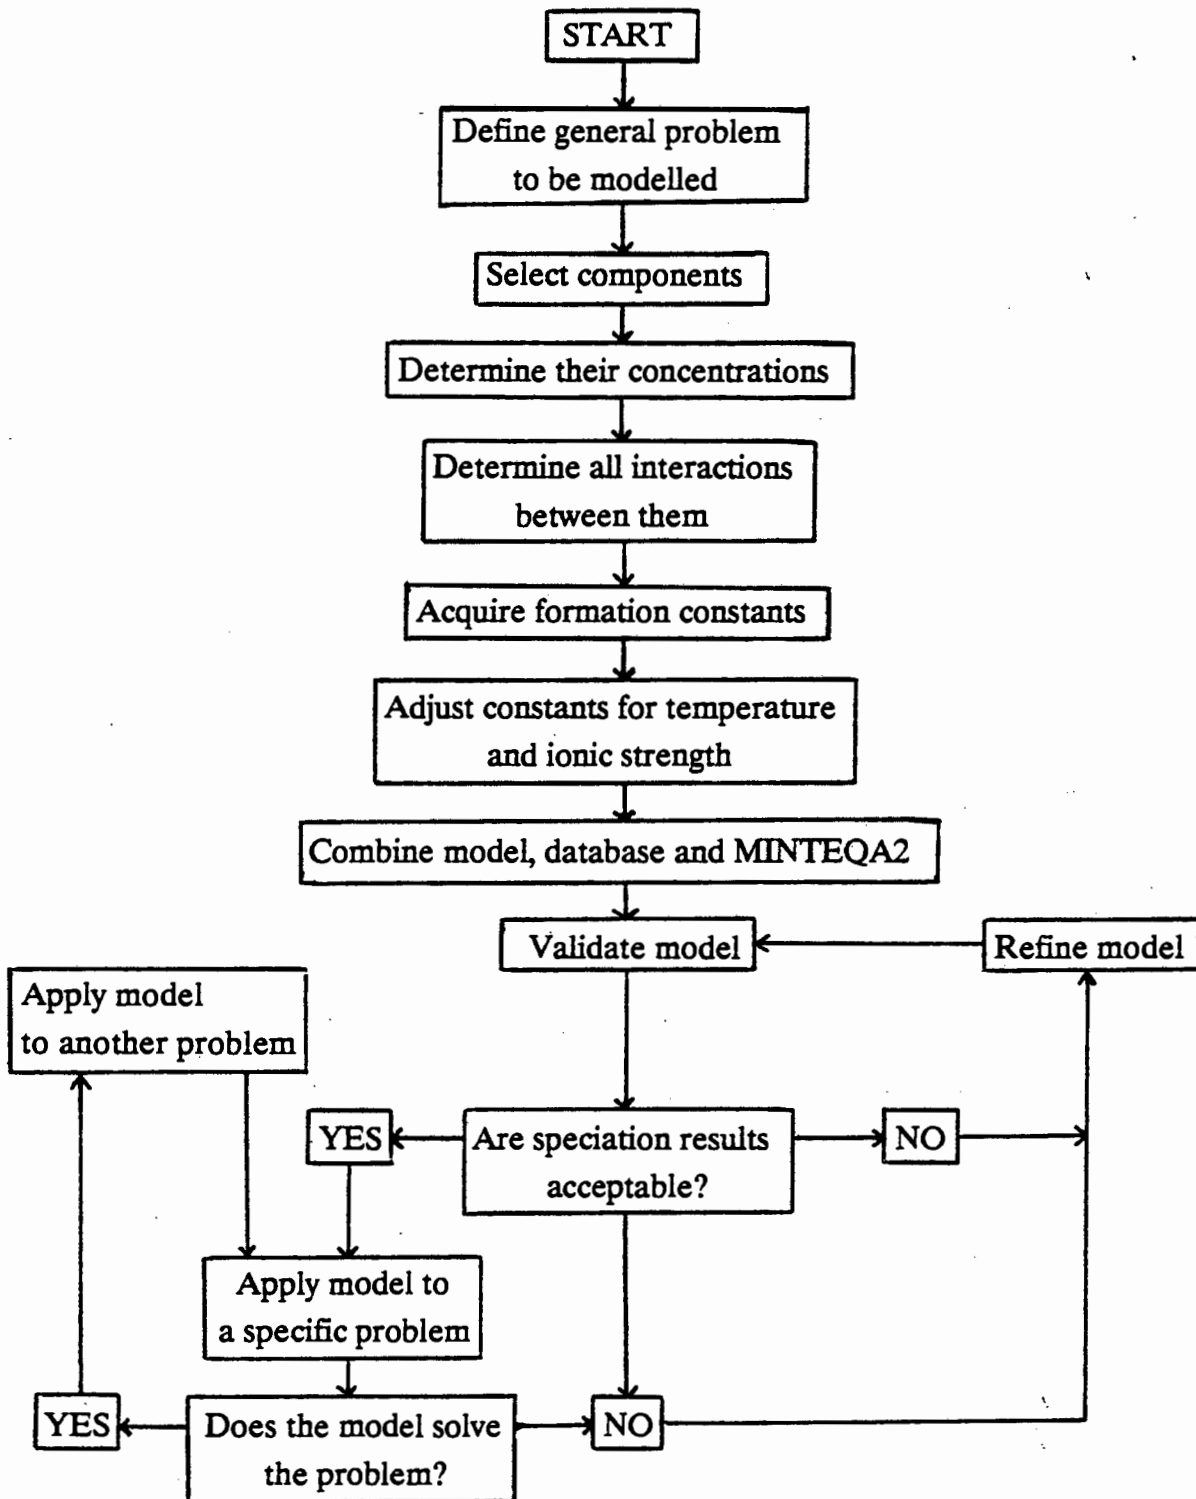 START
Define general problem
to be modelled
Select components
Determine their concentrations
Determine all interactions
between them
Acquire formation constants
Adjust constants for temperature
and ionic strength
Combine model, database and MINTEQA2
Validate model
Refine model
Apply model
to another problem
YES
Are speciation results
acceptable?
NO
Apply model to
a specific problem
YES
Does the model solve
the problem?
NO